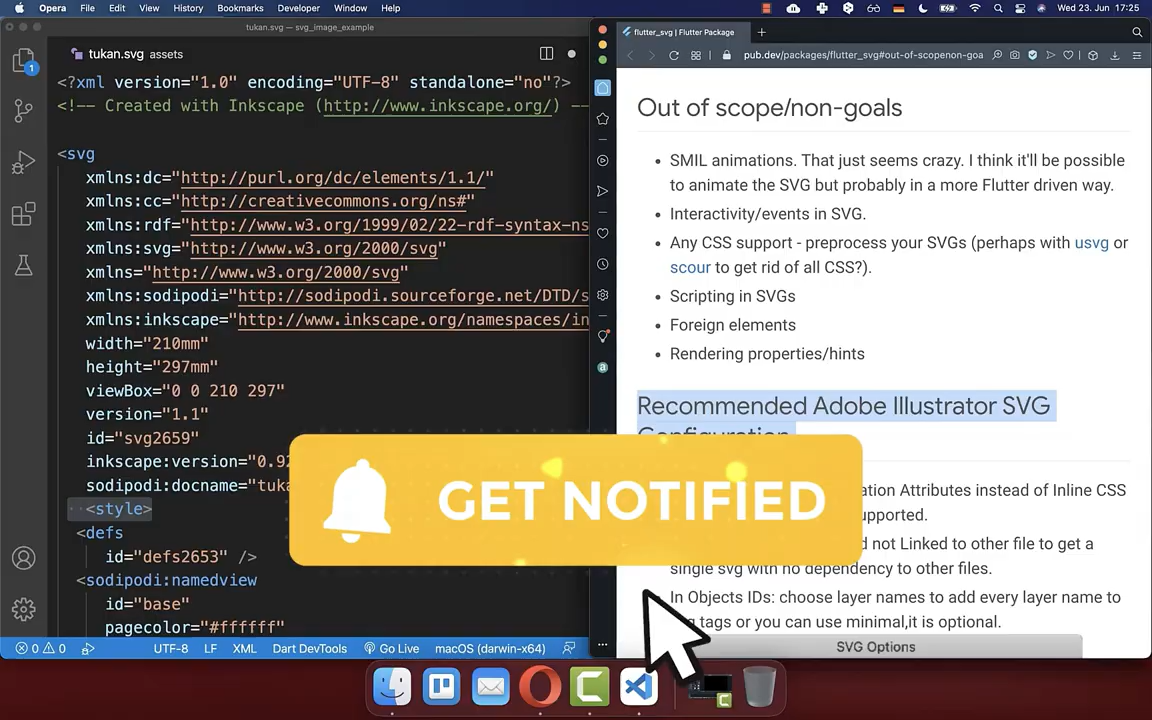 Opera File Edit View History Bookmarks Developer Window Help
Wed 23. Jun 17:25
tukan.svg — svg_image_example
tukan.svg assets
<?xml version="1.0" encoding="UTF-8" standalone="no"?>
<!-- Created with Inkscape (http://www.inkscape.org/) --
<svg
xmlns:dc="http://purl.org/dc/elements/1.1/"
xmlns:cc="http://creativecommons.org/ns#"
xmlns:rdf="http://www.w3.org/1999/02/22-rdf-syntax-ns
xmlns:svg="http://www.w3.org/2000/svg"
xmlns="http://www.w3.org/2000/svg"
xmlns:sodipodi="http://sodipodi.sourceforge.net/DTD/s
xmlns:inkscape="http://www.inkscape.org/namespaces/in
width="210mm"
height="297mm"
viewBox="0 0 210 297"
version="1.1"
id="svg2659"
inkscape:version="0.92
sodipodi:docname="tuka
<style>
<defs
id="defs2653" />
<sodipodi:namedview
id="base"
pagecolor="#ffffff"
1
0 0 UTF-8 LF XML Dart DevTools Go Live macOS (darwin-x64)
flutter_svg | Flutter Package
pub.dev/packages/flutter_svg#out-of-scopenon-goa
Out of scope/non-goals
• SMIL animations. That just seems crazy. I think it'll be possible
to animate the SVG but probably in a more Flutter driven way.
• Interactivity/events in SVG.
• Any CSS support - preprocess your SVGs (perhaps with usvg or
scour to get rid of all CSS?).
• Scripting in SVGs
• Foreign elements
• Rendering properties/hints
Recommended Adobe Illustrator SVG
Configuration
ation Attributes instead of Inline CSS
upported.
d not Linked to other file to get a
single svg with no dependency to other files.
In Objects IDs: choose layer names to add every layer name to
tags or you can use minimal,it is optional.
SVG Options
GET NOTIFIED